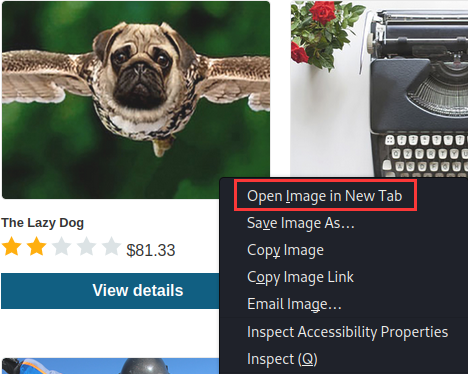 The Lazy Dog
$81.33
View details
Open Image in New Tab
Save Image As...
Copy Image
Copy Image Link
Email Image...
Inspect Accessibility Properties
Inspect (Q)